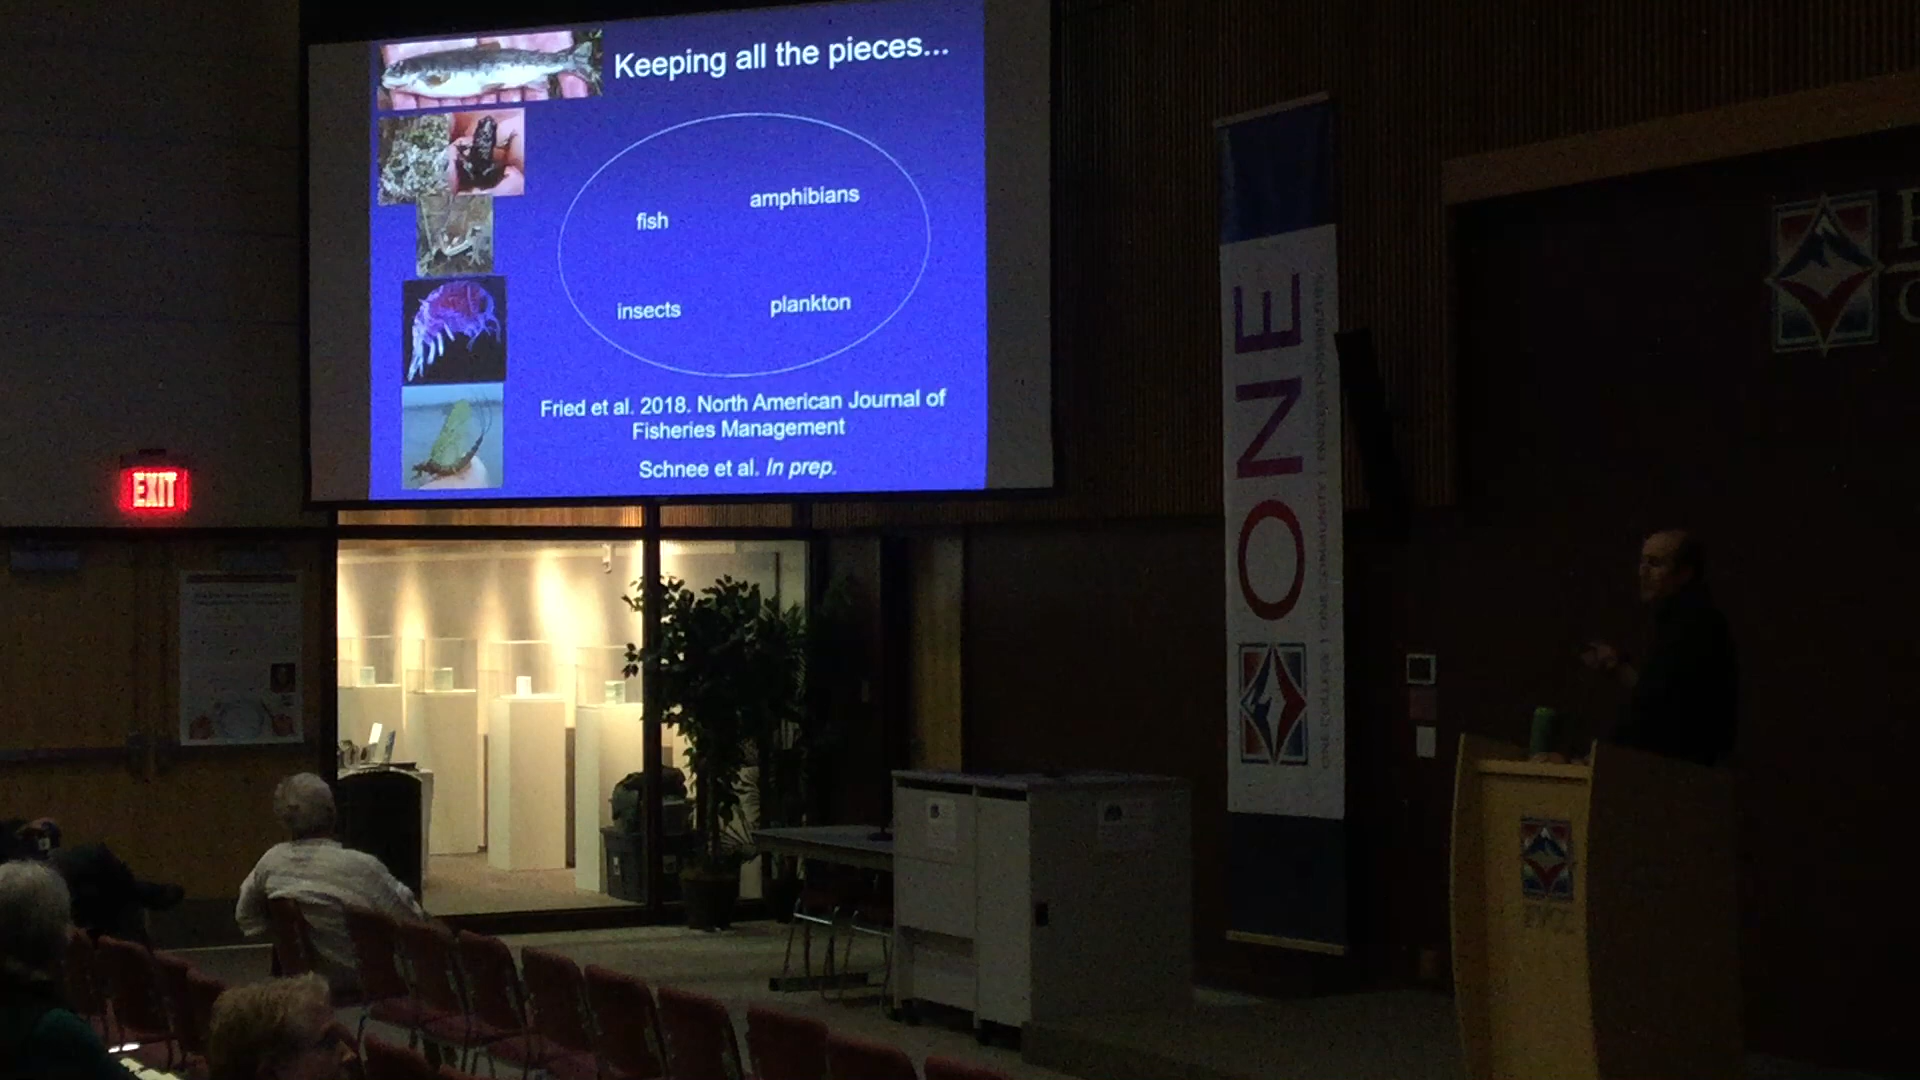 Keeping all the pieces...
fish
amphibians
insects
plankton
Fried et al. 2018. North American Journal of
Fisheries Management
Schnee et al. In prep.
EXIT
ONE